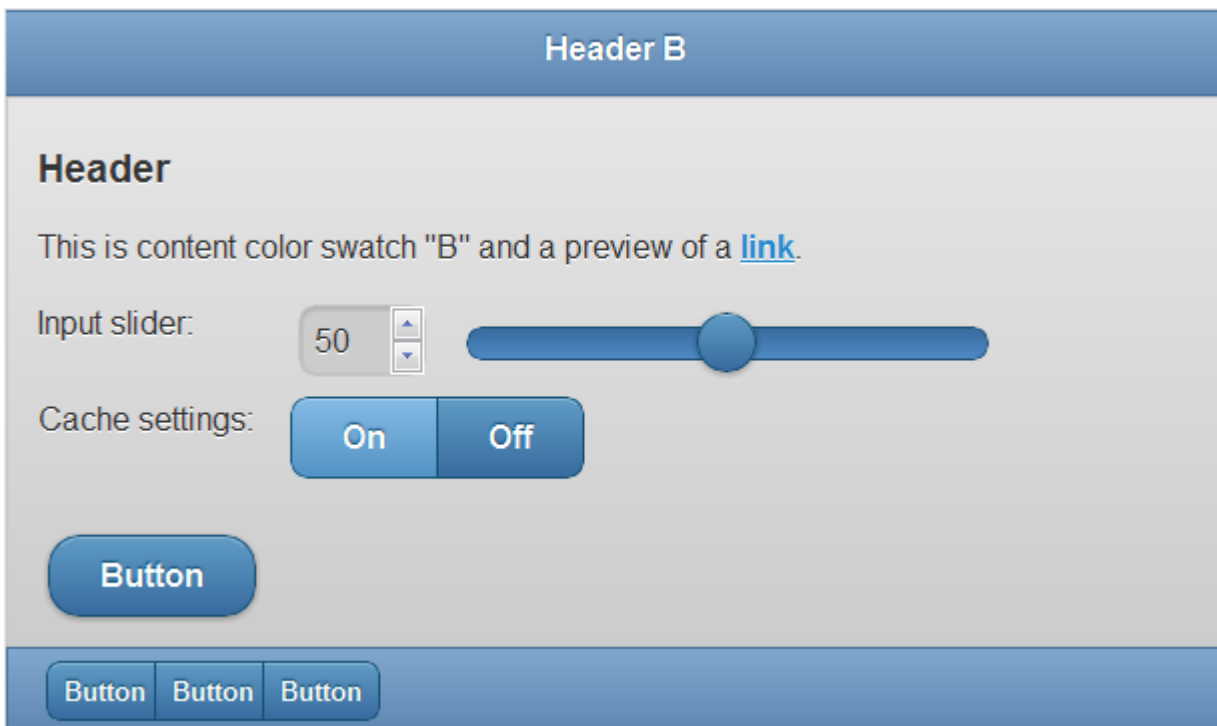 Header B
Header
This is content color swatch "B" and a preview of a link.
Input slider: 50
Cache settings: On Off
Button
Button Button Button